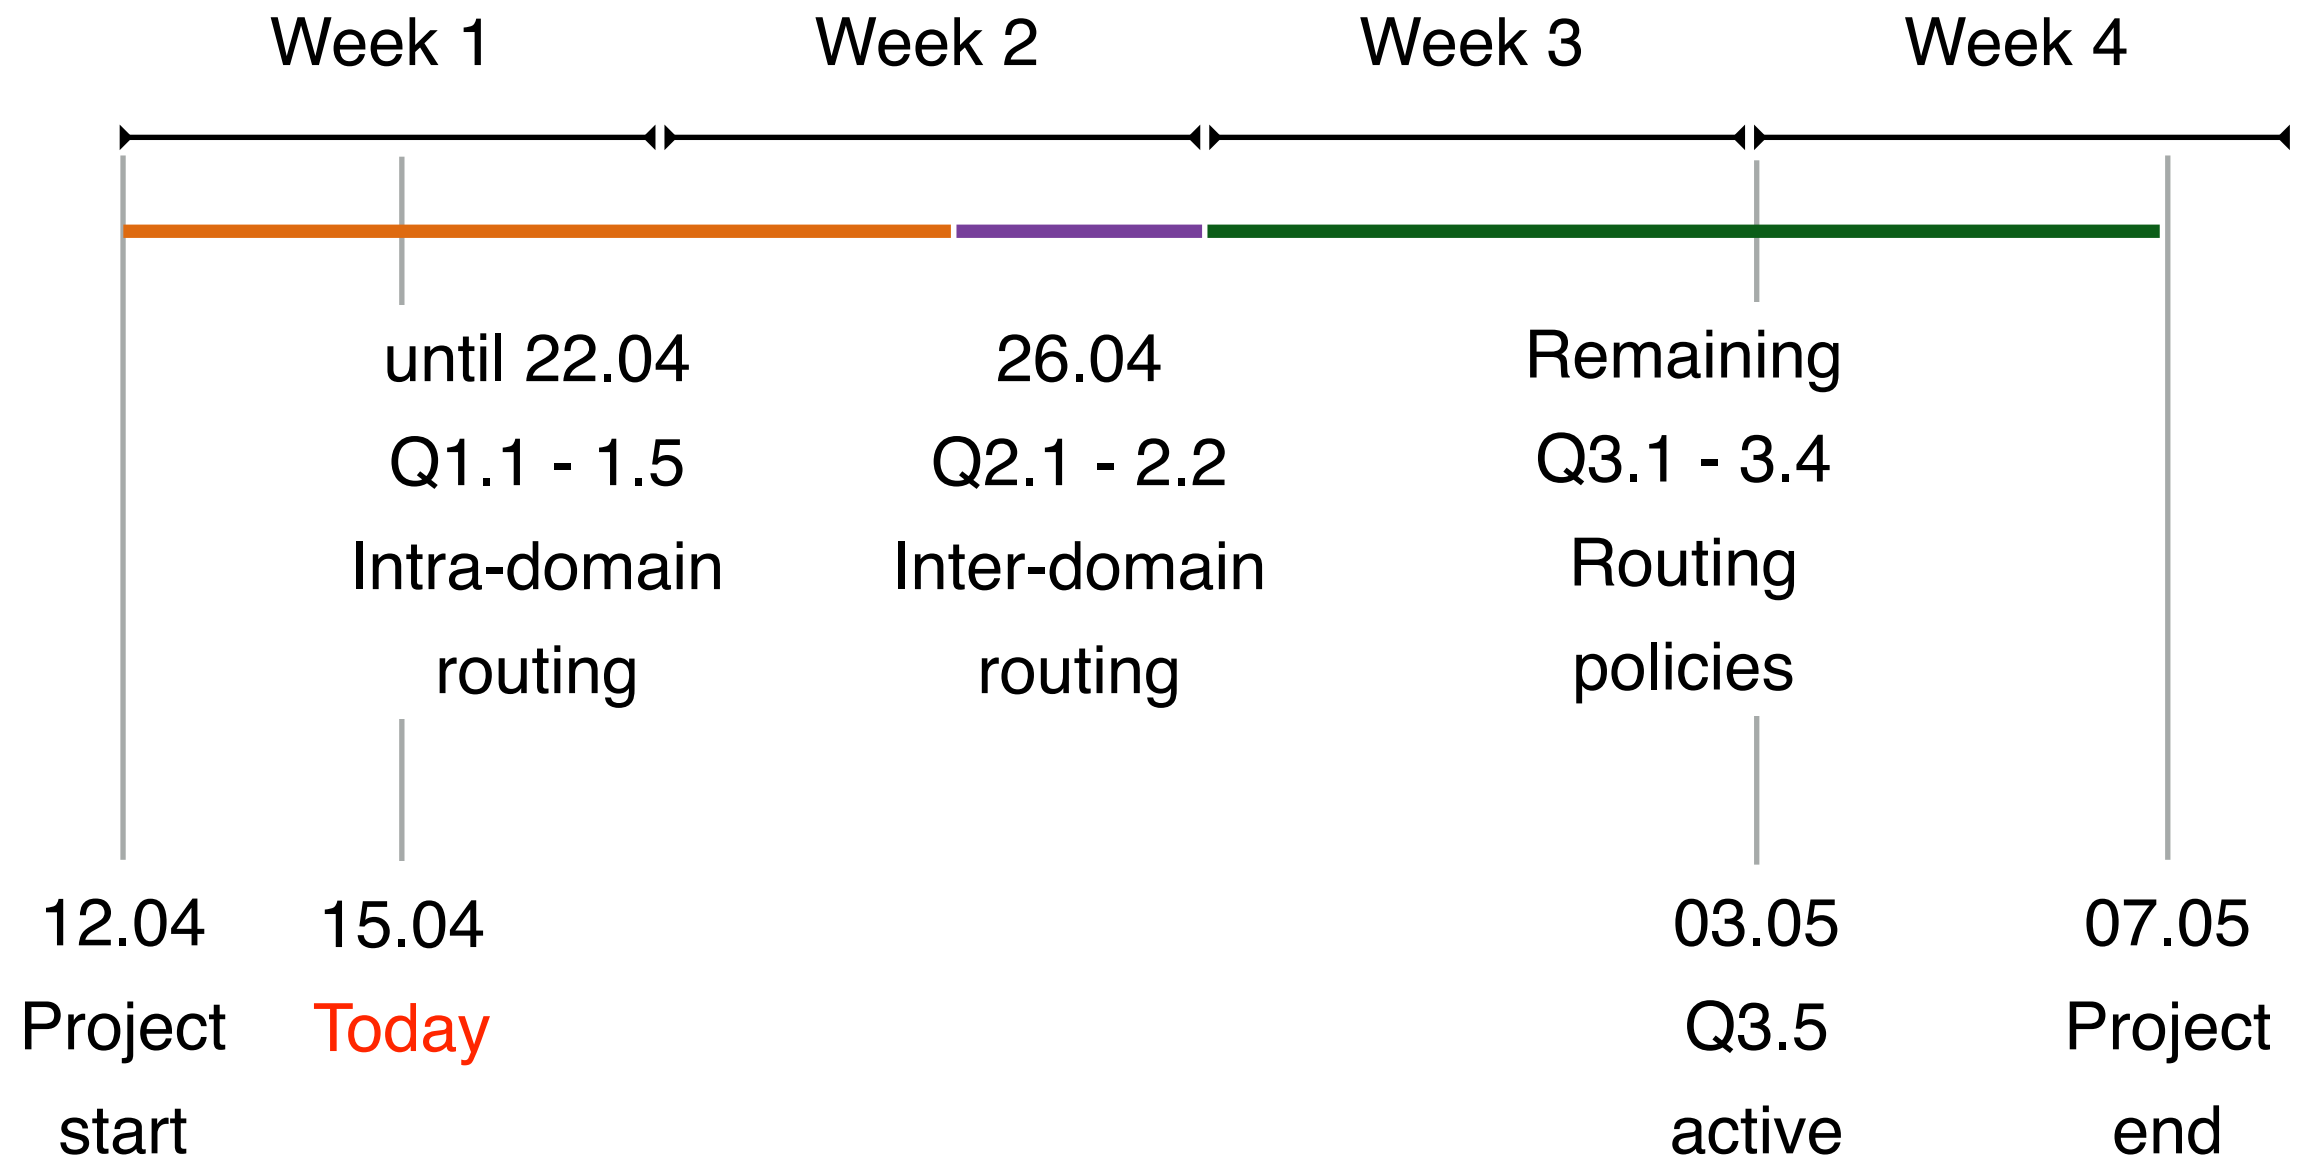 Week 1
Week 2
Week 3
Week 4
until 22.04
Q1.1 - 1.5
Intra-domain
routing
26.04
Q2.1 - 2.2
Inter-domain
routing
Remaining
Q3.1 - 3.4
Routing
policies
12.04
Project
start
15.04
Today
03.05
Q3.5
active
07.05
Project
end